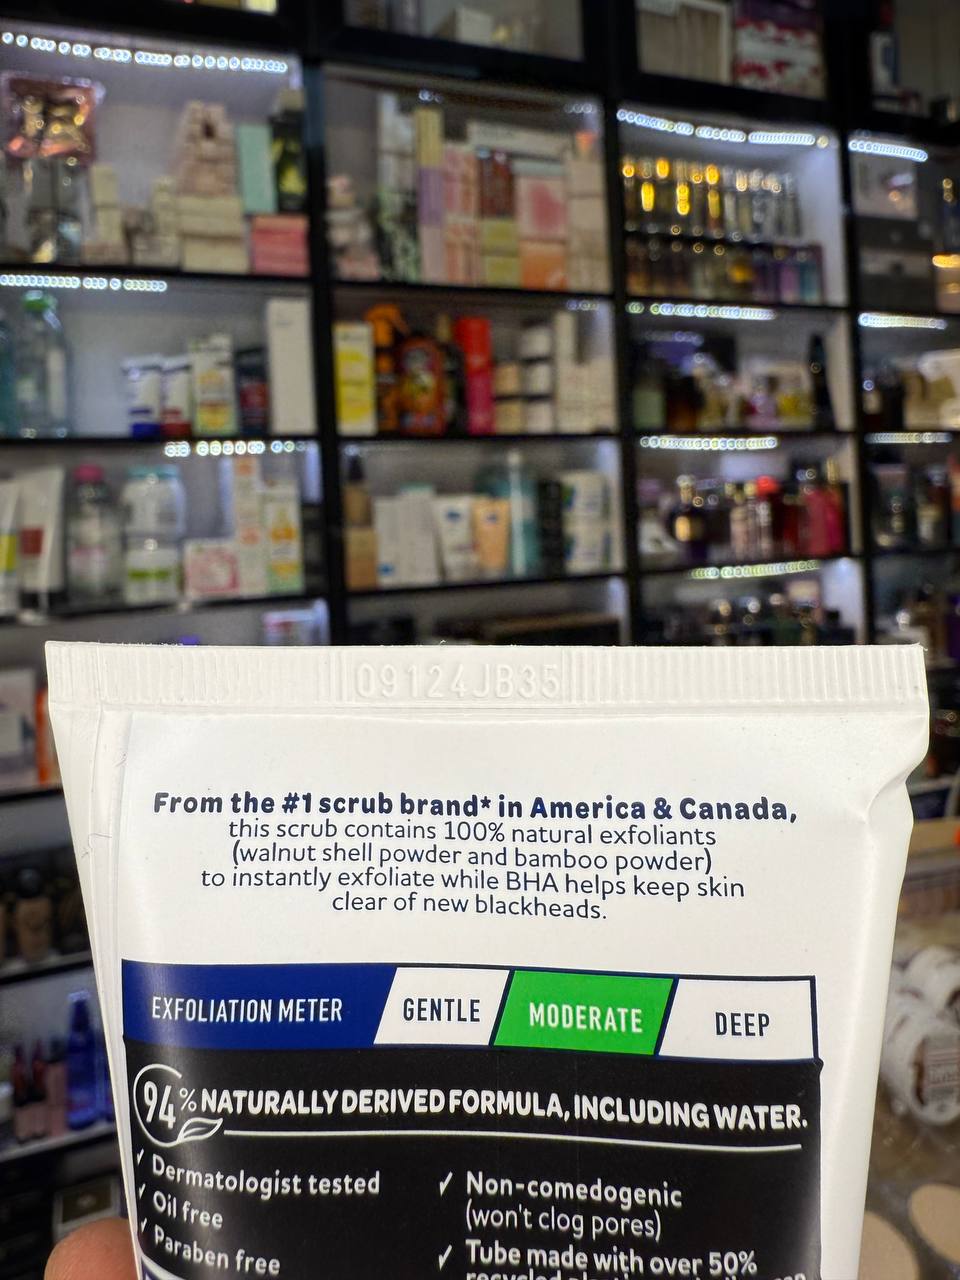 09124JB35
From the #1 scrub brand* in America & Canada,
this scrub contains 100% natural exfoliants
(walnut shell powder and bamboo powder)
to instantly exfoliate while BHA helps keep skin
clear of new blackheads.
EXFOLIATION METER GENTLE MODERATE DEEP
94% NATURALLY DERIVED FORMULA, INCLUDING WATER.
✓ Dermatologist tested
✓ Oil free
✓ Paraben free
✓ Non-comedogenic
(won't clog pores)
✓ Tube made with over 50%